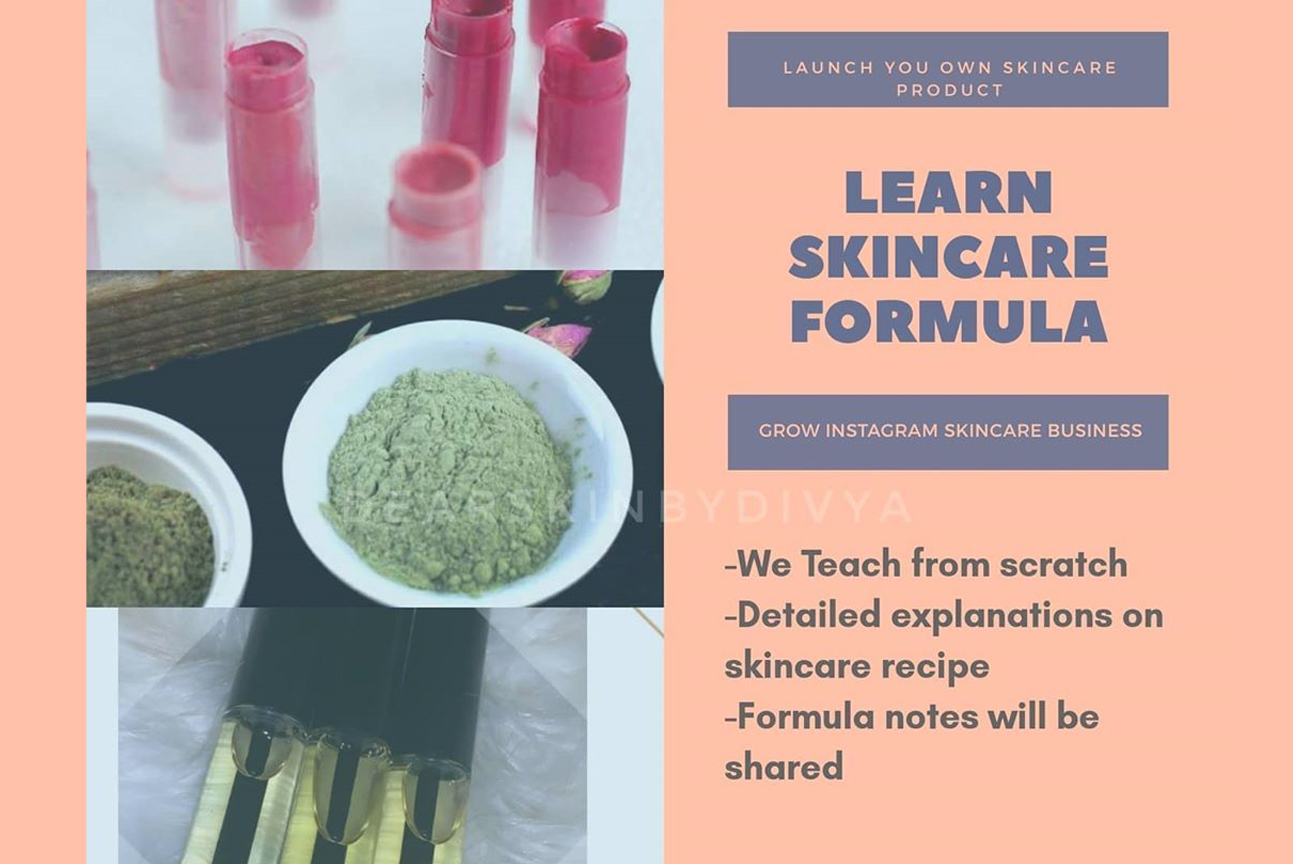 LAUNCH YOU OWN SKINCARE
PRODUCT
LEARN
SKINCARE
FORMULA
GROW INSTAGRAM SKINCARE BUSINESS
DEARSKINBYDIVYA
-We Teach from scratch
-Detailed explanations on
skincare recipe
-Formula notes will be
shared